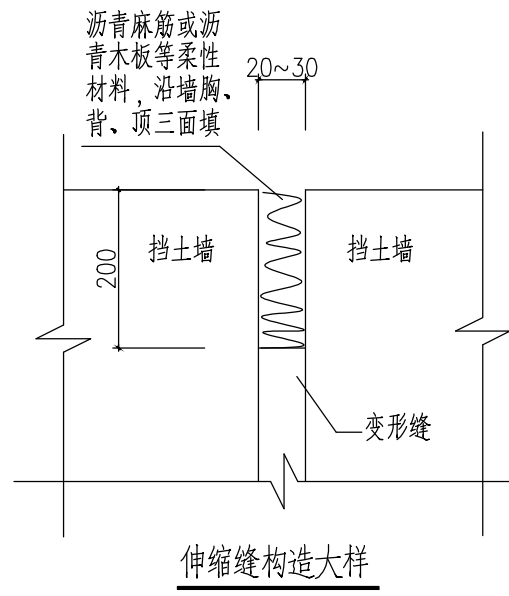 沥青麻筋或沥
青木板等柔性
材料，沿墙胸、
背、顶三面填
20~30
挡土墙
挡土墙
200
变形缝
伸缩缝构造大样